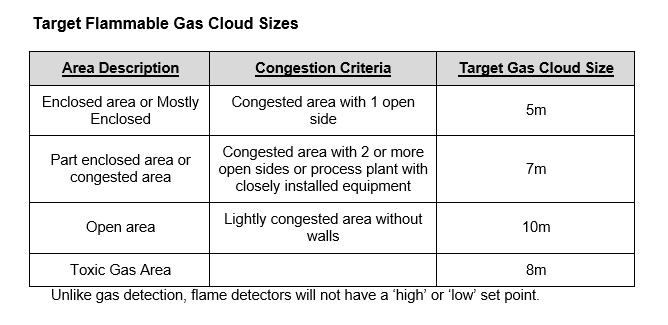 Target Flammable Gas Cloud Sizes
Area Description Congestion Criteria Target Gas Cloud Size
Enclosed area or Mostly
Enclosed
Congested area with 1 open
side
5m
Part enclosed area or
congested area
Congested area with 2 or more
open sides or process plant with
closely installed equipment
7m
Open area
Lightly congested area without
walls
10m
Toxic Gas Area 8m
Unlike gas detection, flame detectors will not have a ‘high’ or ‘low’ set point.